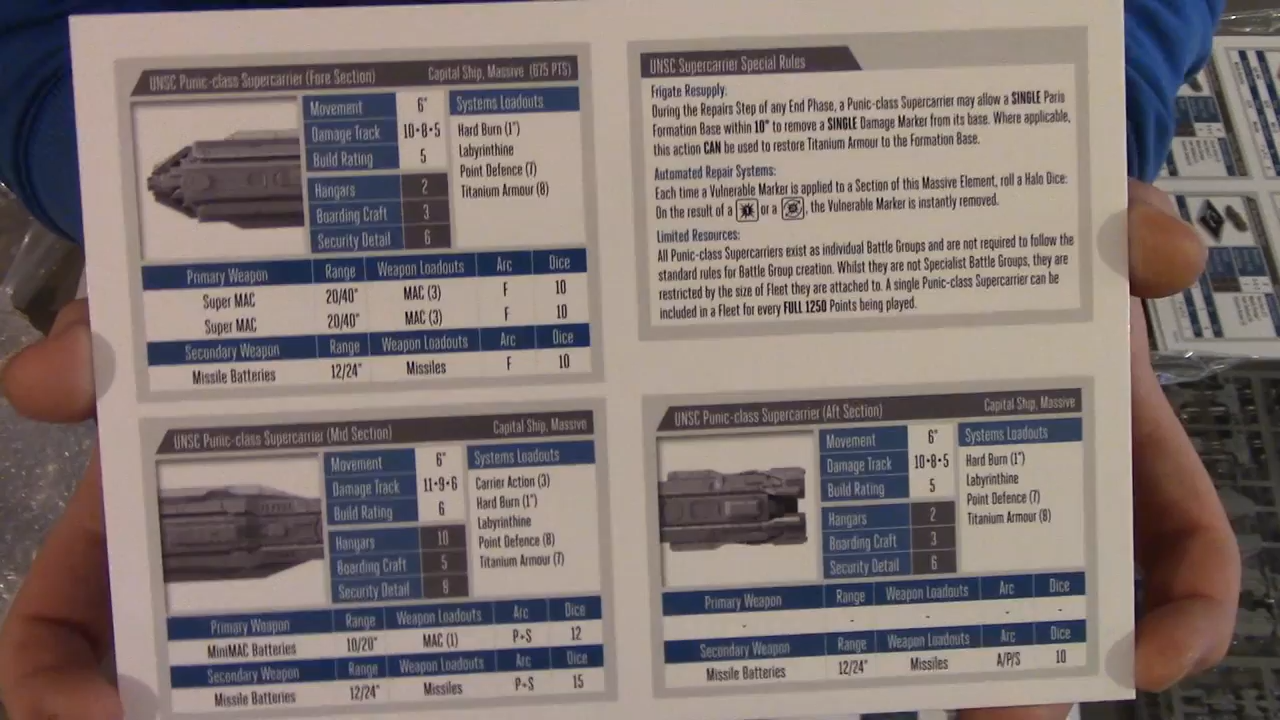 UNSC Punic-class Supercarrier (Fore Section) Capital Ship, Massive (675 PTS)
Movement 6"
Damage Track 10•8•5
Build Rating 5
Hangars 2
Boarding Craft 3
Security Detail 6
Systems Loadouts
Hard Burn (1")
Labyrinthine
Point Defence (7)
Titanium Armour (8)
Primary Weapon Range Weapon Loadouts Arc Dice
Super MAC 20/40" MAC (3) F 10
Super MAC 20/40" MAC (3) F 10
Secondary Weapon Range Weapon Loadouts Arc Dice
Missile Batteries 12/24" Missiles F 10
UNSC Supercarrier Special Rules
Frigate Resupply:
During the Repairs Step of any End Phase, a Punic-class Supercarrier may allow a SINGLE Paris
Formation Base within 10" to remove a SINGLE Damage Marker from its base. Where applicable,
this action CAN be used to restore Titanium Armour to the Formation Base.
Automated Repair Systems:
Each time a Vulnerable Marker is applied to a Section of this Massive Element, roll a Halo Dice:
On the result of a or a , the Vulnerable Marker is instantly removed.
Limited Resources:
All Punic-class Supercarriers exist as individual Battle Groups and are not required to follow the
standard rules for Battle Group creation. Whilst they are not Specialist Battle Groups, they are
restricted by the size of Fleet they are attached to. A single Punic-class Supercarrier can be
included in a Fleet for every FULL 1250 Points being played.
UNSC Punic-class Supercarrier (Mid Section) Capital Ship, Massive
Movement 6"
Damage Track 11•9•6
Build Rating 6
Hangars 10
Boarding Craft 5
Security Detail 8
Systems Loadouts
Carrier Action (3)
Hard Burn (1")
Labyrinthine
Point Defence (8)
Titanium Armour (7)
Primary Weapon Range Weapon Loadouts Arc Dice
MiniMAC Batteries 10/20" MAC (1) P+S 12
Secondary Weapon Range Weapon Loadouts Arc Dice
Missile Batteries 12/24" Missiles P+S 15
UNSC Punic-class Supercarrier (Aft Section) Capital Ship, Massive
Movement 6"
Damage Track 10•8•5
Build Rating 5
Hangars 2
Boarding Craft 3
Security Detail 6
Systems Loadouts
Hard Burn (1")
Labyrinthine
Point Defence (7)
Titanium Armour (8)
Primary Weapon Range Weapon Loadouts Arc Dice
- - - - -
Secondary Weapon Range Weapon Loadouts Arc Dice
Missile Batteries 12/24" Missiles A/P/S 10